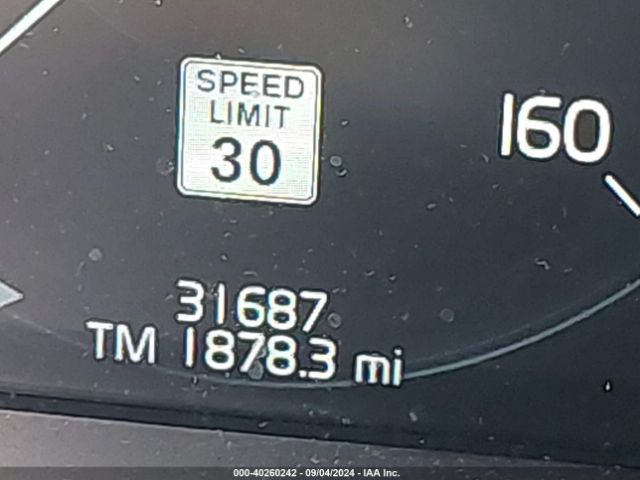 SPEED
LIMIT
30
160
31687
TM 1878.3 mi
000-40260242 - 09/04/2024 - IAA Inc.